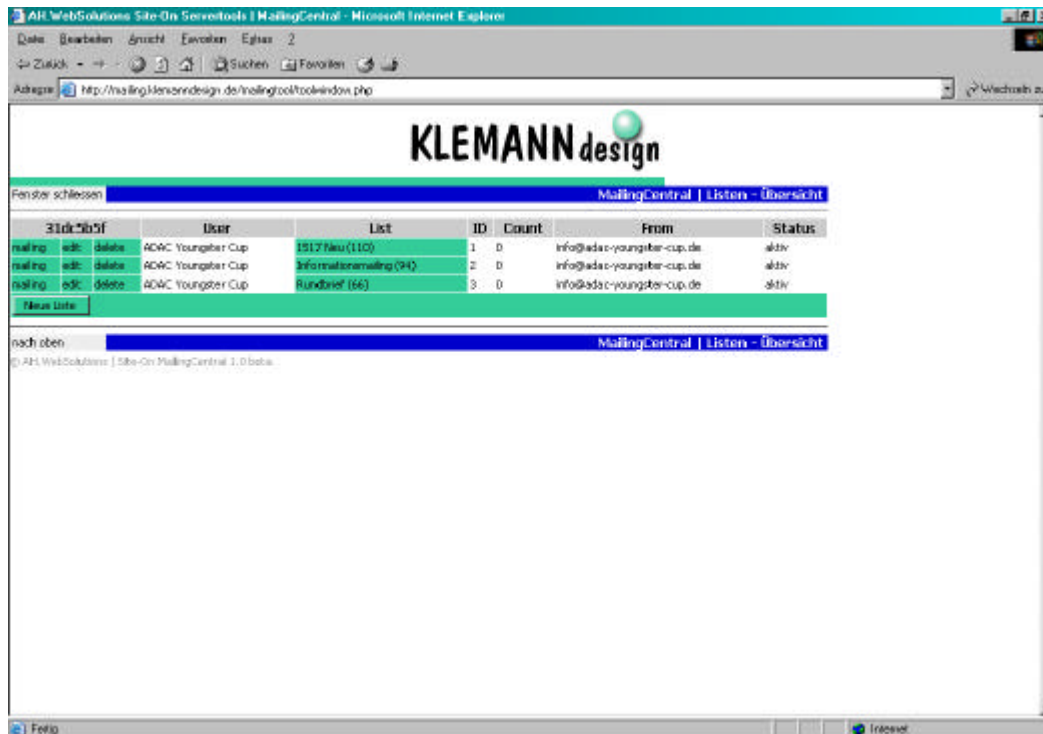 AH.WebSolutions Site-On Servertools | MailingCentral - Microsoft Internet Explorer
Datei Bearbeiten Ansicht Favoriten Extras ?
Zurück Suchen Favoriten
Adresse http://mailing.klemanndesign.de/mailingtool/toolwindow.php Wechseln zu
KLEMANN design
Fenster schliessen MailingCentral | Listen - Übersicht
31dc5b5f User List ID Count From Status
mailing edit delete ADAC Youngster Cup 1517 Neu (110) 1 0 info@adac-youngster-cup.de aktiv
mailing edit delete ADAC Youngster Cup Informationsmailing (94) 2 0 info@adac-youngster-cup.de aktiv
mailing edit delete ADAC Youngster Cup Rundbrief (66) 3 0 info@adac-youngster-cup.de aktiv
Neue Liste
nach oben MailingCentral | Listen - Übersicht
© AH.WebSolutions | Site-On MailingCentral 1.0 beta
Fertig Internet